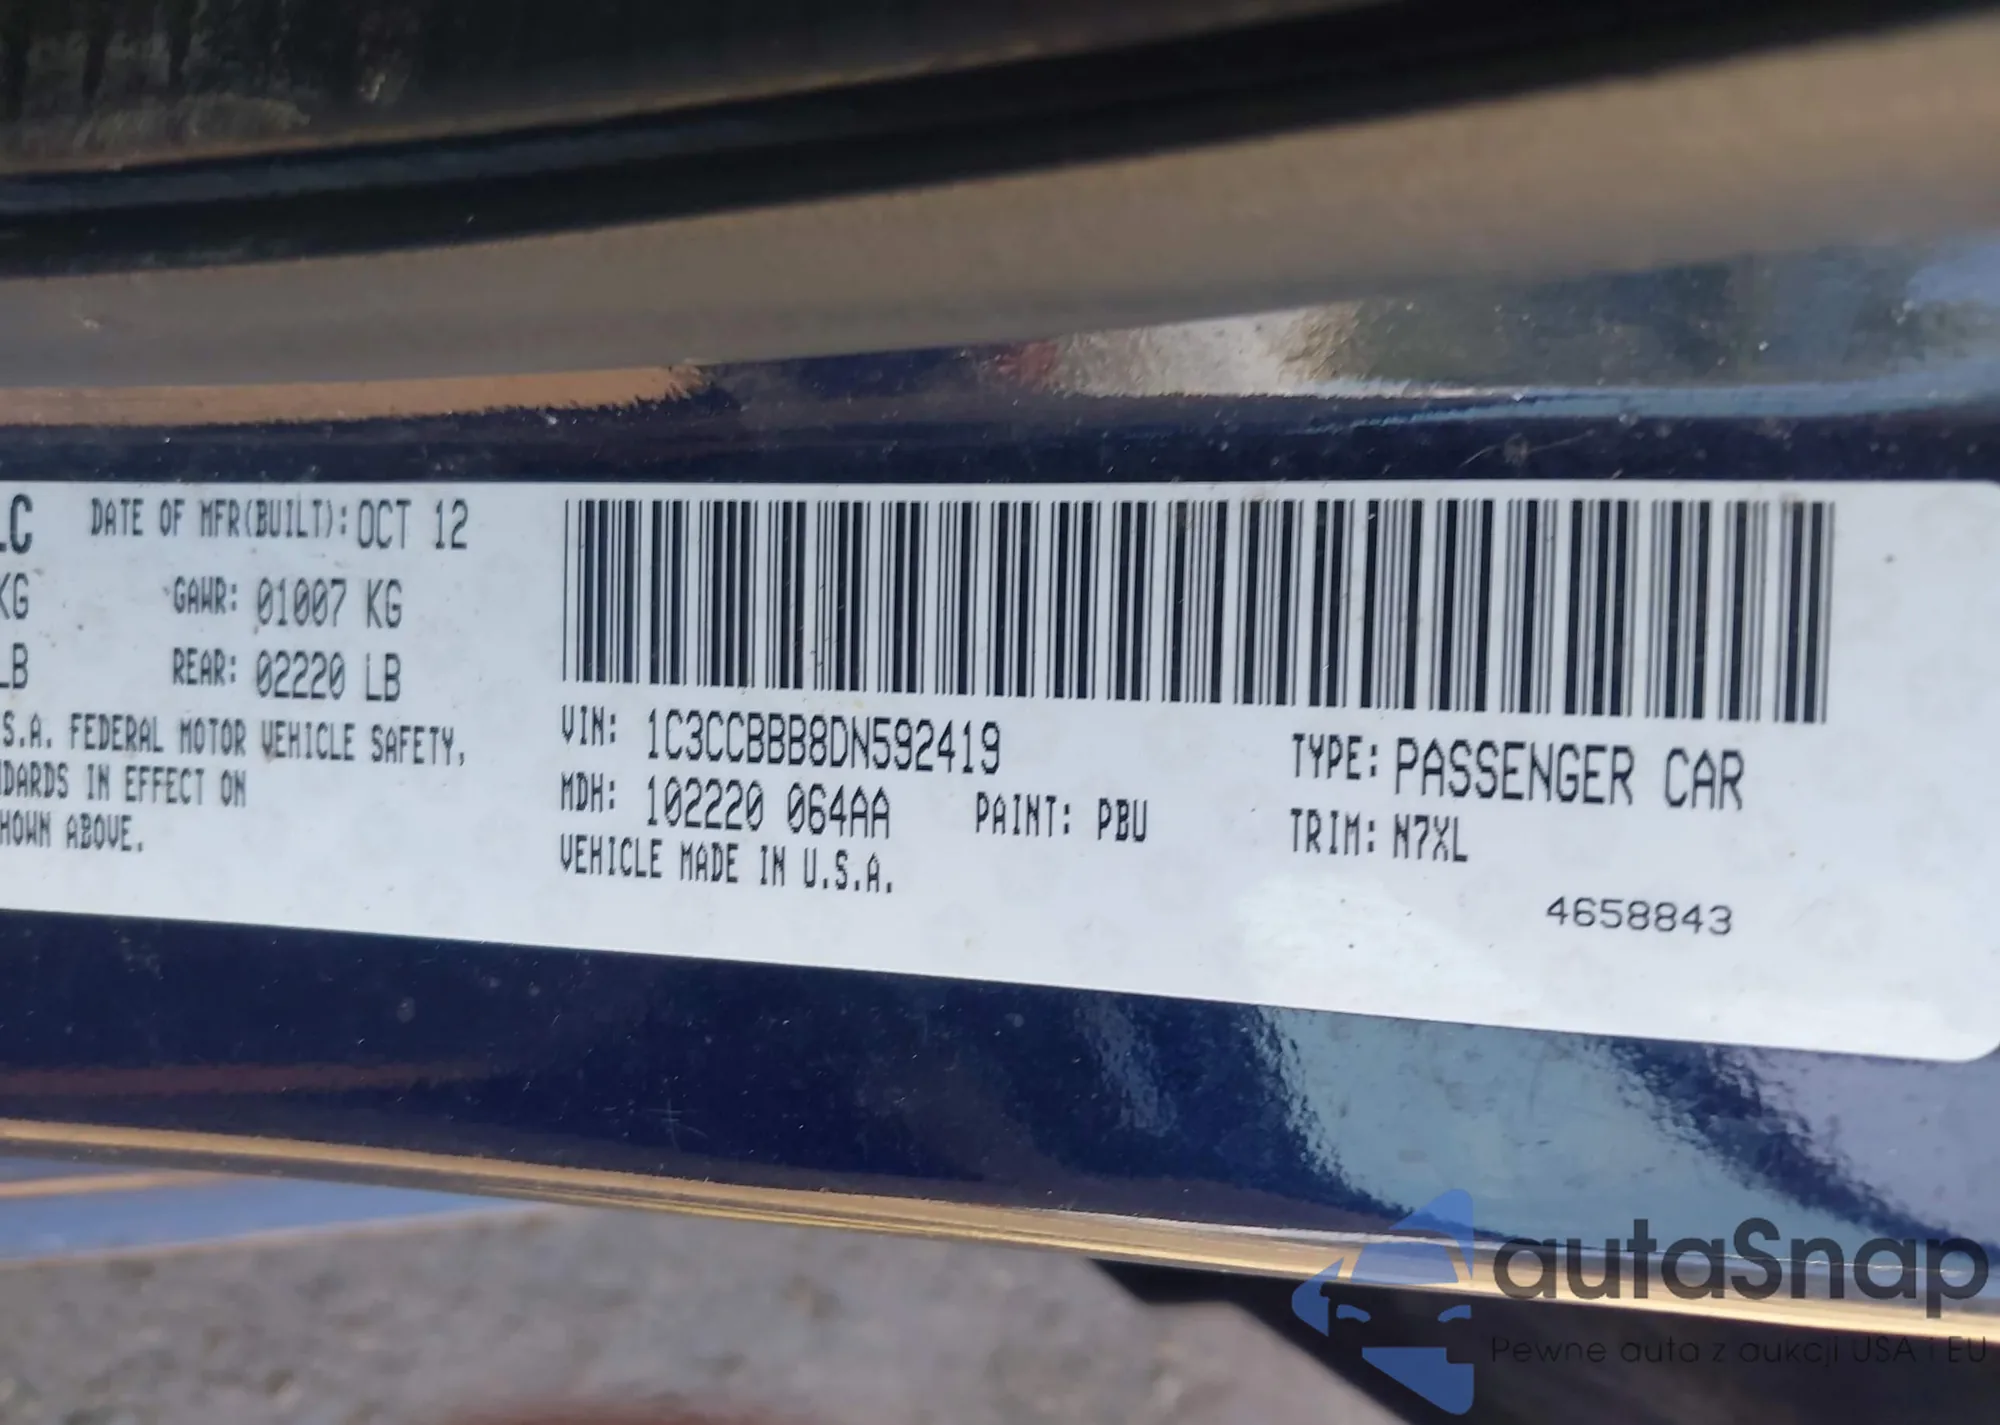 LC DATE OF MFR(BUILT): OCT 12
KG GAWR: 01007 KG
LB REAR: 02220 LB
S.A. FEDERAL MOTOR VEHICLE SAFETY,
DARDS IN EFFECT ON
HOWN ABOVE.
VIN: 1C3CCBBB8DN592419
MDH: 102220 064AA PAINT: PBU
VEHICLE MADE IN U.S.A.
TYPE: PASSENGER CAR
TRIM: N7XL
4658843
autaSnap
Pewne auta z aukcji USA i EU